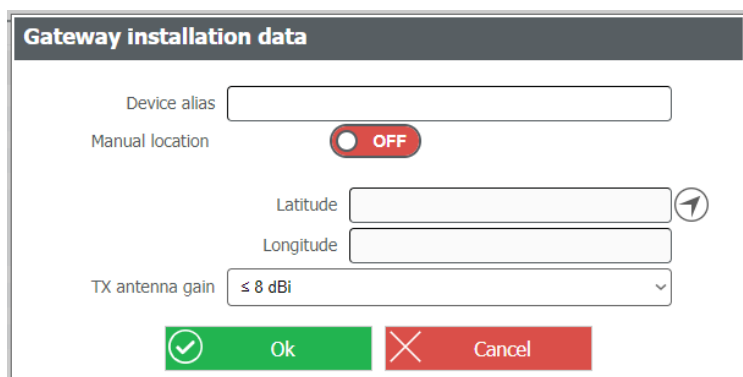 Gateway installation data
Device alias
Manual location OFF
Latitude
Longitude
TX antenna gain ≤ 8 dBi
Ok Cancel